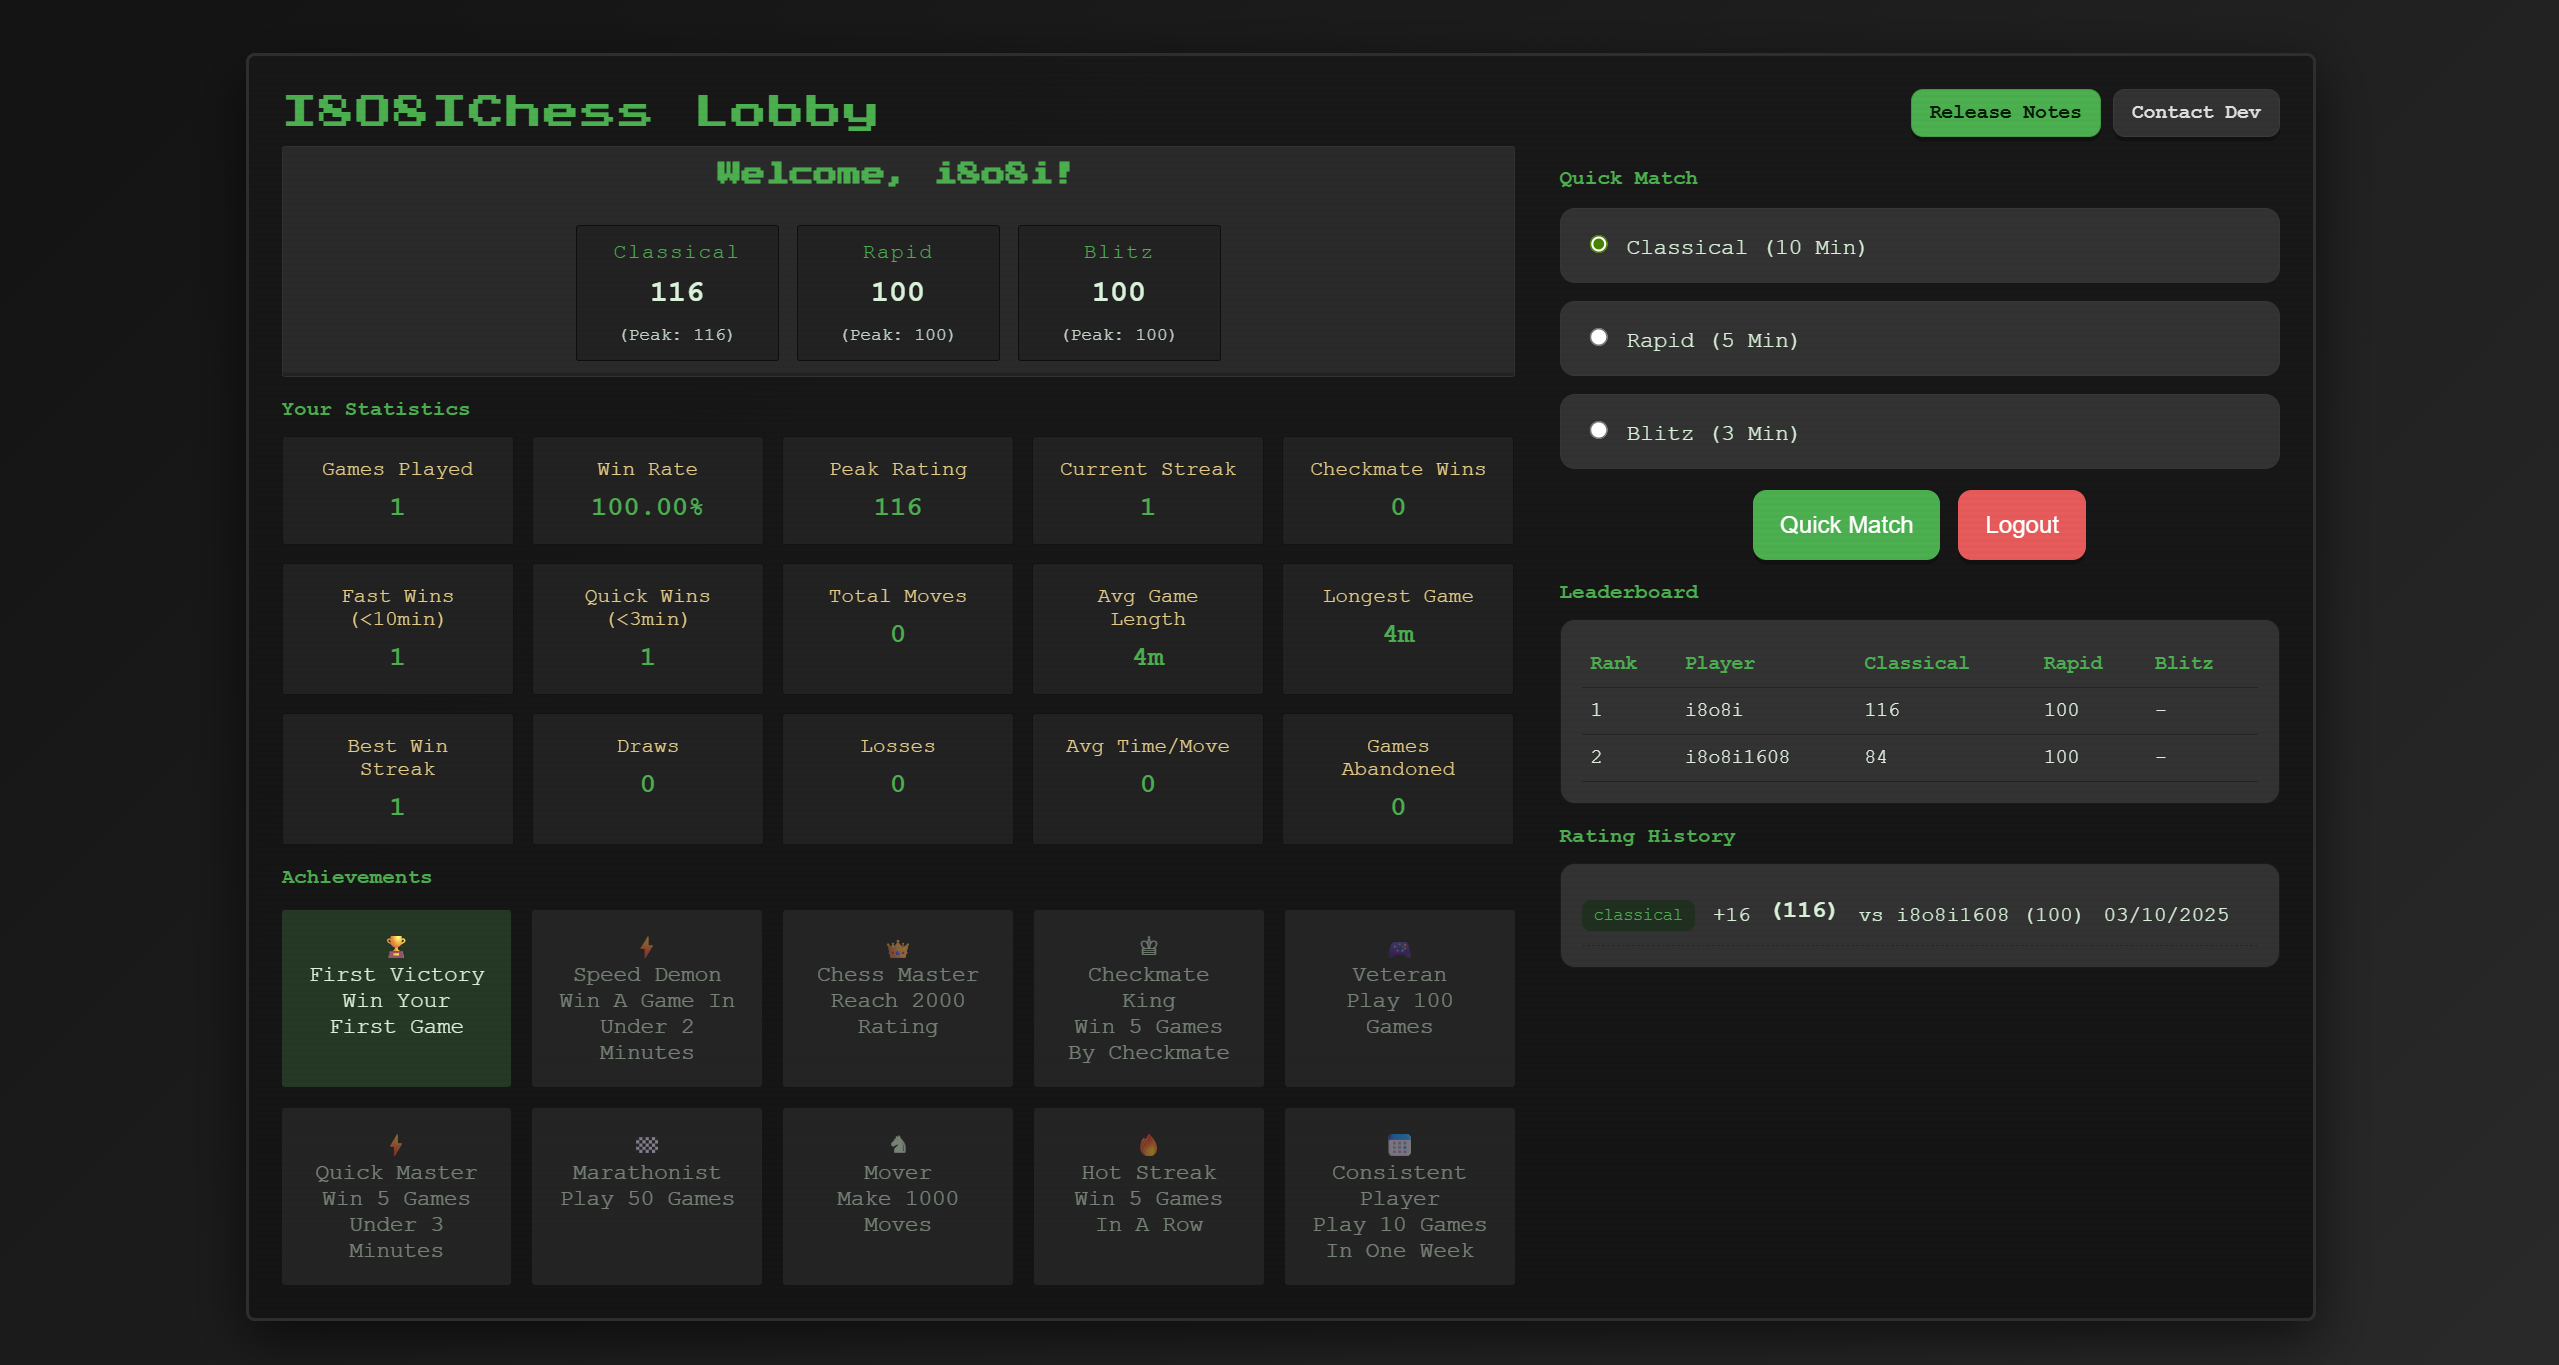 I8O8IChess Lobby
Release Notes
Contact Dev
Welcome, i8o8i!
Classical
116
(Peak: 116)
Rapid
100
(Peak: 100)
Blitz
100
(Peak: 100)
Your Statistics
Games Played
1
Win Rate
100.00%
Peak Rating
116
Current Streak
1
Checkmate Wins
0
Fast Wins
(<10min)
1
Quick Wins
(<3min)
1
Total Moves
0
Avg Game
Length
4m
Longest Game
4m
Best Win
Streak
1
Draws
0
Losses
0
Avg Time/Move
0
Games
Abandoned
0
Achievements
First Victory
Win Your
First Game
Speed Demon
Win A Game In
Under 2
Minutes
Chess Master
Reach 2000
Rating
Checkmate
King
Win 5 Games
By Checkmate
Veteran
Play 100
Games
Quick Master
Win 5 Games
Under 3
Minutes
Marathonist
Play 50 Games
Mover
Make 1000
Moves
Hot Streak
Win 5 Games
In A Row
Consistent
Player
Play 10 Games
In One Week
Quick Match
Classical (10 Min)
Rapid (5 Min)
Blitz (3 Min)
Quick Match
Logout
Leaderboard
Rank Player Classical Rapid Blitz
1 i8o8i 116 100 –
2 i8o8i1608 84 100 –
Rating History
classical +16 (116) vs i8o8i1608 (100) 03/10/2025